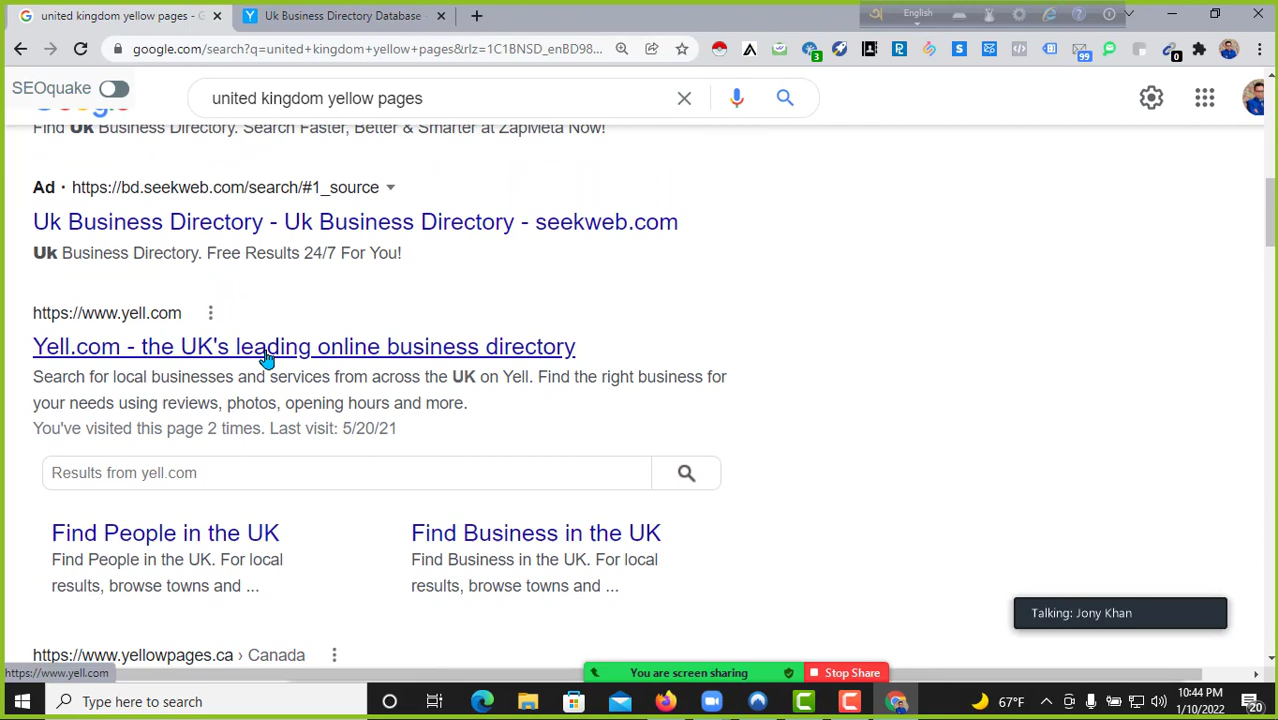 united kingdom yellow pages - G
Uk Business Directory Database -
English
google.com/search?q=united+kingdom+yellow+pages&rlz=1C1BNSD_enBD98...
3
99
0
SEOquake
united kingdom yellow pages
Find Uk Business Directory. Search Faster, Better & Smarter at ZapMeta Now!
Ad · https://bd.seekweb.com/search/#1_source
Uk Business Directory - Uk Business Directory - seekweb.com
Uk Business Directory. Free Results 24/7 For You!
https://www.yell.com
Yell.com - the UK's leading online business directory
Search for local businesses and services from across the UK on Yell. Find the right business for
your needs using reviews, photos, opening hours and more.
You've visited this page 2 times. Last visit: 5/20/21
Results from yell.com
Find People in the UK
Find People in the UK. For local
results, browse towns and ...
Find Business in the UK
Find Business in the UK. For local
results, browse towns and ...
Talking: Jony Khan
https://www.yellowpages.ca › Canada
https://www.yell.com
You are screen sharing
Stop Share
Type here to search
67°F
10:44 PM
1/10/2022
20